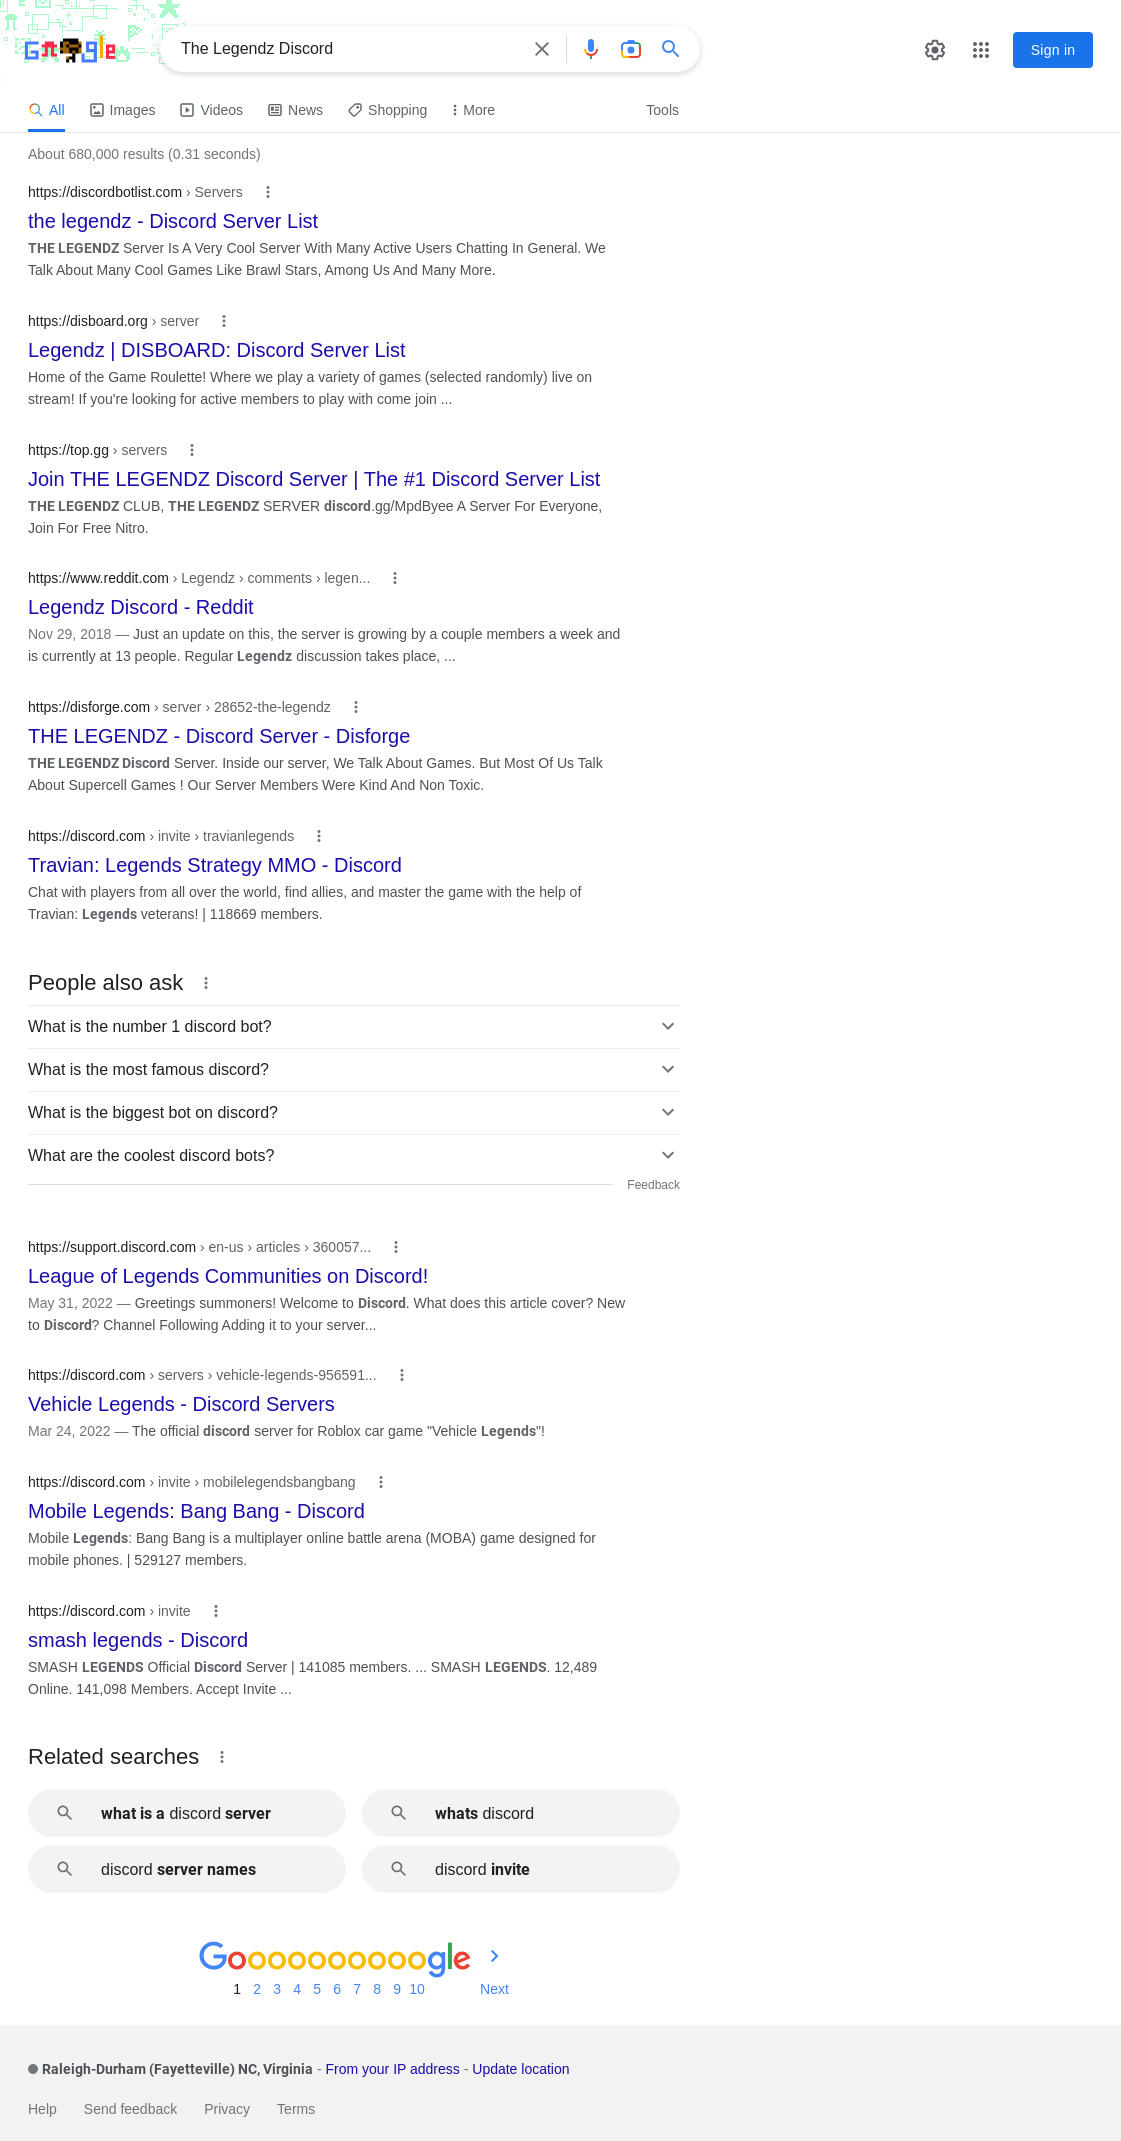 Google
The Legendz Discord
Sign in
All Images Videos News Shopping More Tools
About 680,000 results (0.31 seconds)
https://discordbotlist.com › Servers
the legendz - Discord Server List
THE LEGENDZ Server Is A Very Cool Server With Many Active Users Chatting In General. We
Talk About Many Cool Games Like Brawl Stars, Among Us And Many More.
https://disboard.org › server
Legendz | DISBOARD: Discord Server List
Home of the Game Roulette! Where we play a variety of games (selected randomly) live on
stream! If you're looking for active members to play with come join ...
https://top.gg › servers
Join THE LEGENDZ Discord Server | The #1 Discord Server List
THE LEGENDZ CLUB, THE LEGENDZ SERVER discord.gg/MpdByee A Server For Everyone,
Join For Free Nitro.
https://www.reddit.com › Legendz › comments › legen...
Legendz Discord - Reddit
Nov 29, 2018 — Just an update on this, the server is growing by a couple members a week and
is currently at 13 people. Regular Legendz discussion takes place, ...
https://disforge.com › server › 28652-the-legendz
THE LEGENDZ - Discord Server - Disforge
THE LEGENDZ Discord Server. Inside our server, We Talk About Games. But Most Of Us Talk
About Supercell Games ! Our Server Members Were Kind And Non Toxic.
https://discord.com › invite › travianlegends
Travian: Legends Strategy MMO - Discord
Chat with players from all over the world, find allies, and master the game with the help of
Travian: Legends veterans! | 118669 members.
People also ask
What is the number 1 discord bot?
What is the most famous discord?
What is the biggest bot on discord?
What are the coolest discord bots?
Feedback
https://support.discord.com › en-us › articles › 360057...
League of Legends Communities on Discord!
May 31, 2022 — Greetings summoners! Welcome to Discord. What does this article cover? New
to Discord? Channel Following Adding it to your server...
https://discord.com › servers › vehicle-legends-956591...
Vehicle Legends - Discord Servers
Mar 24, 2022 — The official discord server for Roblox car game "Vehicle Legends"!
https://discord.com › invite › mobilelegendsbangbang
Mobile Legends: Bang Bang - Discord
Mobile Legends: Bang Bang is a multiplayer online battle arena (MOBA) game designed for
mobile phones. | 529127 members.
https://discord.com › invite
smash legends - Discord
SMASH LEGENDS Official Discord Server | 141085 members. ... SMASH LEGENDS. 12,489
Online. 141,098 Members. Accept Invite ...
Related searches
what is a discord server
whats discord
discord server names
discord invite
Goooooooooogle
1 2 3 4 5 6 7 8 9 10 Next
Raleigh-Durham (Fayetteville) NC, Virginia - From your IP address - Update location
Help Send feedback Privacy Terms